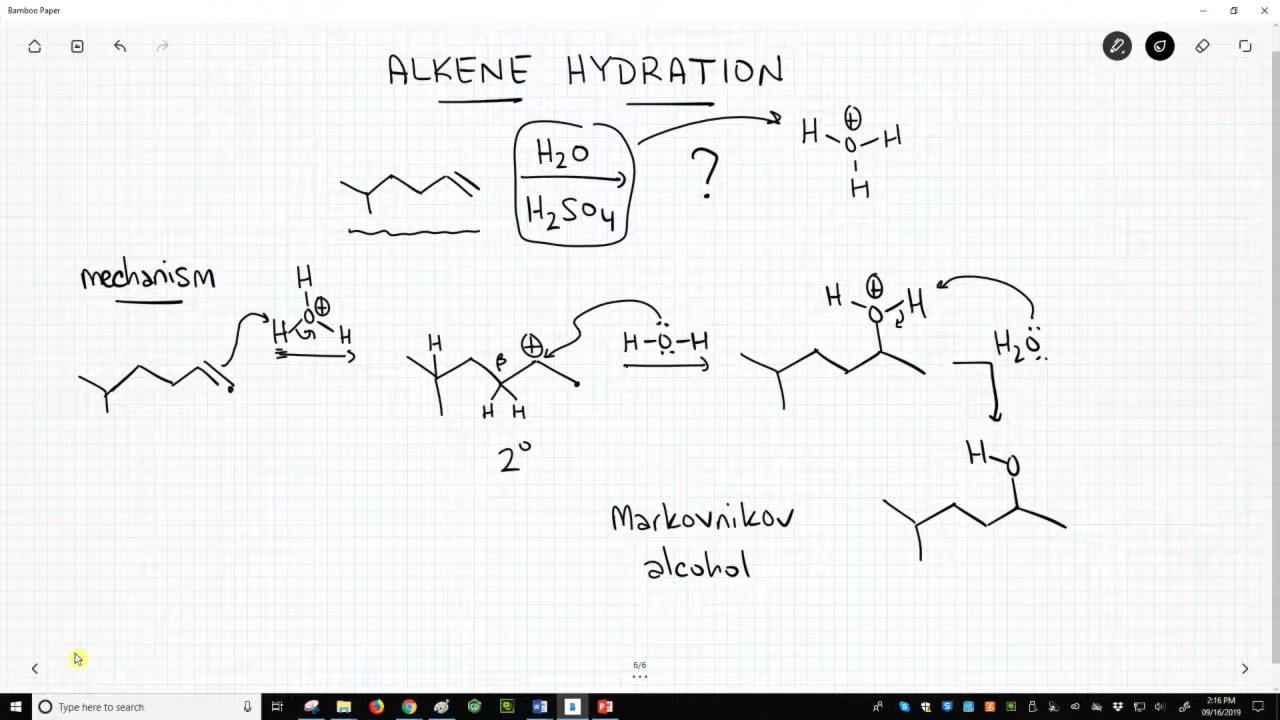 Bamboo Paper
ALKENE HYDRATION
H2O
H2SO4
?
H O ⊕ H
H
mechanism
H
H O ⊕ H
H
⊕
β
H H
2°
H-O-H
H O ⊕ H
H2O
H-O
Markovnikov
alcohol
6/6
Type here to search
2:16 PM
09/16/2019